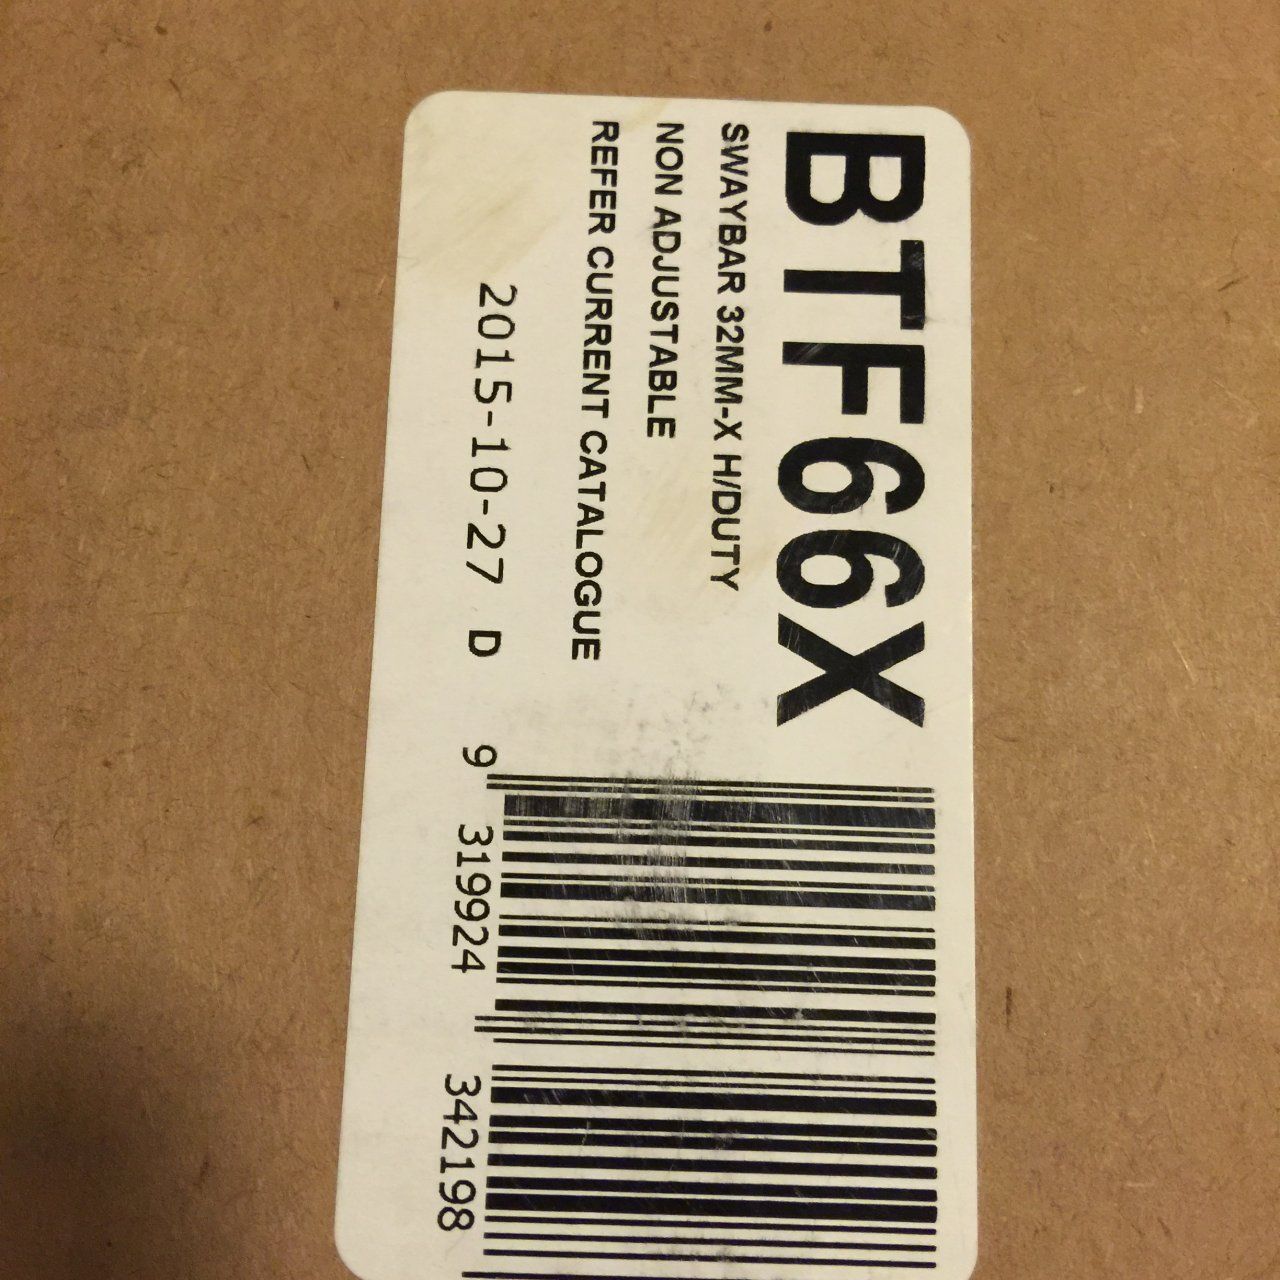 BTF66X
SWAYBAR 32MM-X H/DUTY
NON ADJUSTABLE
REFER CURRENT CATALOGUE
2015-10-27 D
9 319924 342198